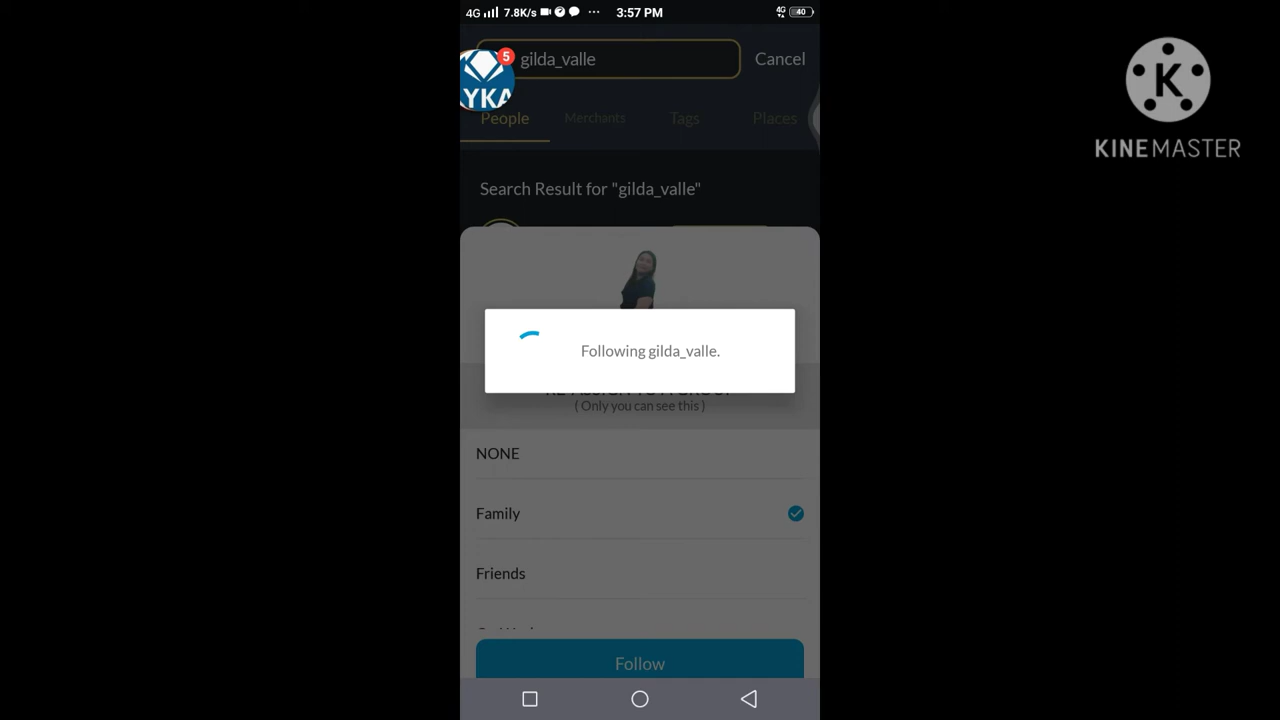 4G 7.8K/s ... 3:57 PM 4G 40
gilda_valle Cancel
5
YKA
People Merchants Tags Places
Search Result for "gilda_valle"
Following gilda_valle.
( Only you can see this )
NONE
Family
Friends
Follow
K
KINEMASTER